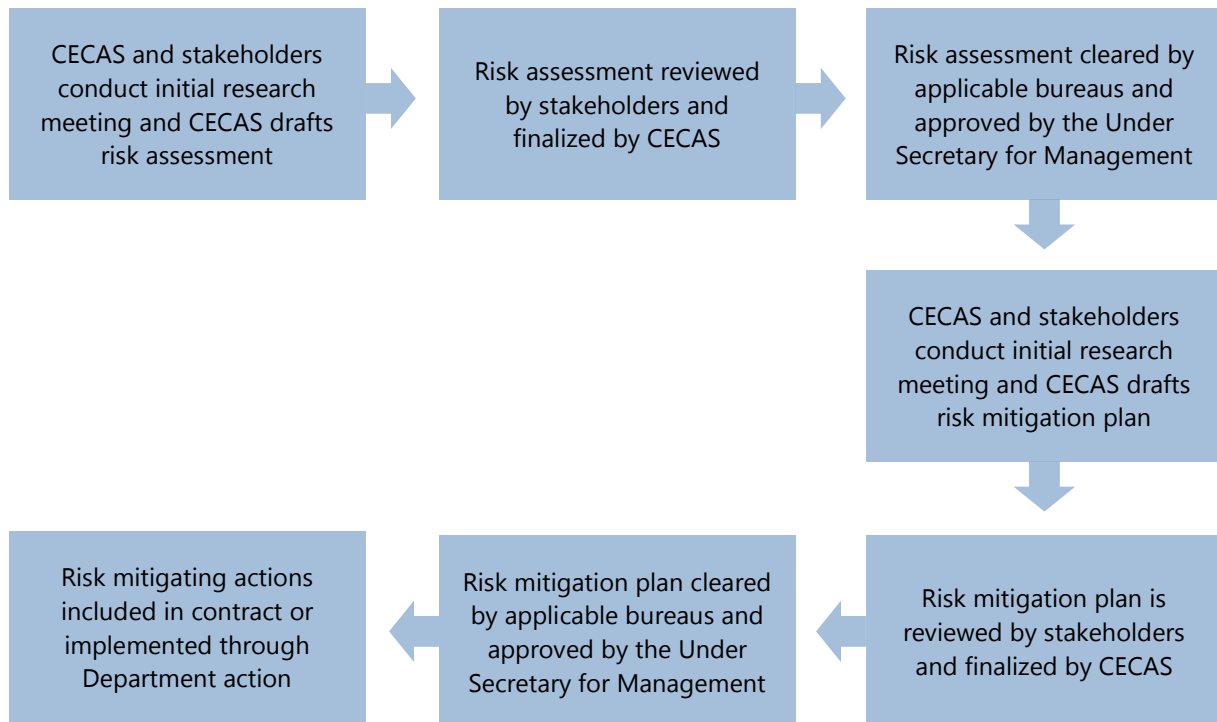 CECAS and stakeholders
conduct initial research
meeting and CECAS drafts
risk assessment
Risk assessment reviewed
by stakeholders and
finalized by CECAS
Risk assessment cleared by
applicable bureaus and
approved by the Under
Secretary for Management
CECAS and stakeholders
conduct initial research
meeting and CECAS drafts
risk mitigation plan
Risk mitigation plan is
reviewed by stakeholders
and finalized by CECAS
Risk mitigation plan cleared
by applicable bureaus and
approved by the Under
Secretary for Management
Risk mitigating actions
included in contract or
implemented through
Department action